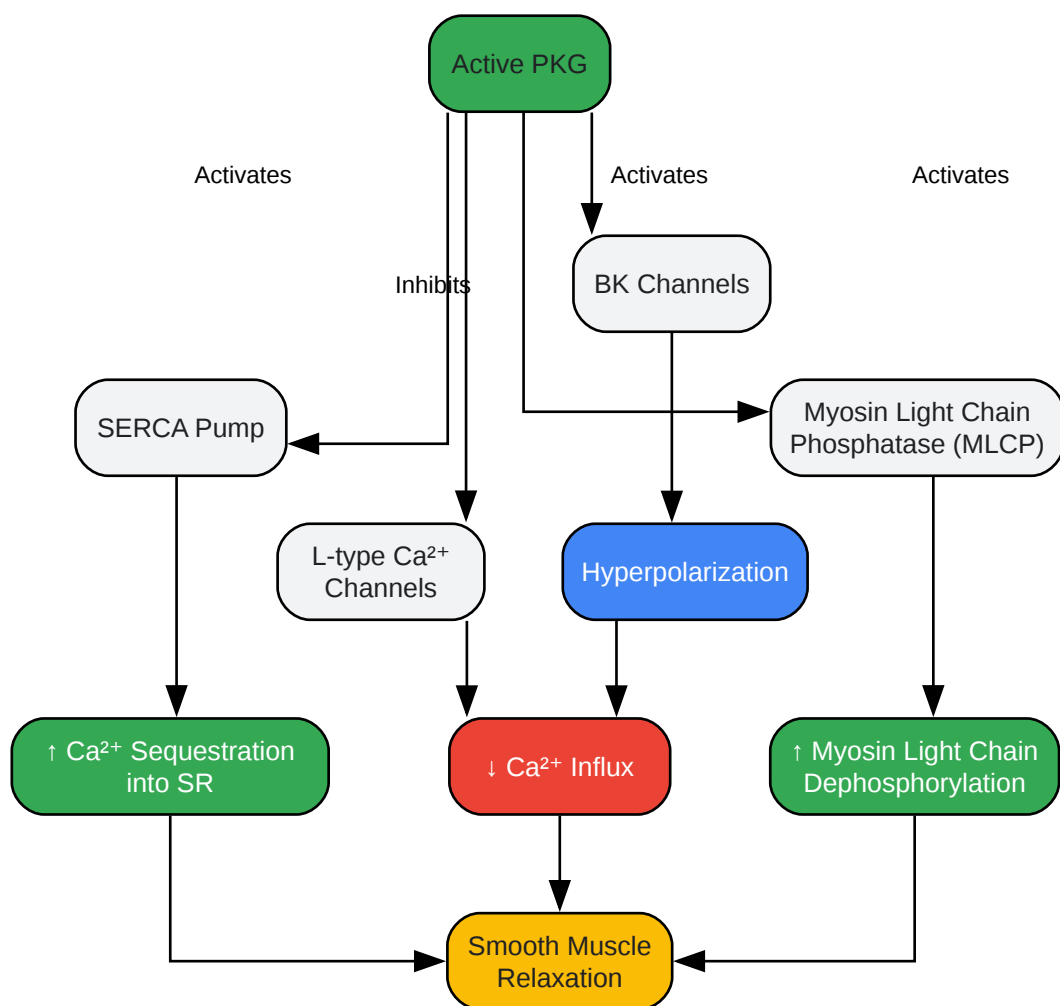 Active PKG
Activates
Activates
Activates
Inhibits
BK Channels
SERCA Pump
Myosin Light Chain
Phosphatase (MLCP)
L-type Ca²⁺
Channels
Hyperpolarization
↑ Ca²⁺ Sequestration
into SR
↓ Ca²⁺ Influx
↑ Myosin Light Chain
Dephosphorylation
Smooth Muscle
Relaxation